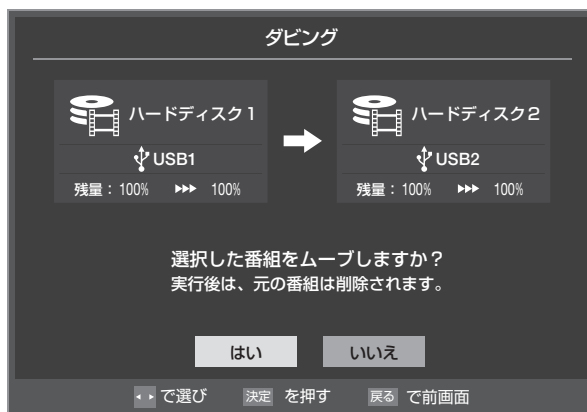 ダビング
ハードディスク1
USB1
残量：100% 100%
ハードディスク2
USB2
残量：100% 100%
選択した番組をムーブしますか？
実行後は、元の番組は削除されます。
はい
いいえ
で選び 決定 を押す 戻る で前画面